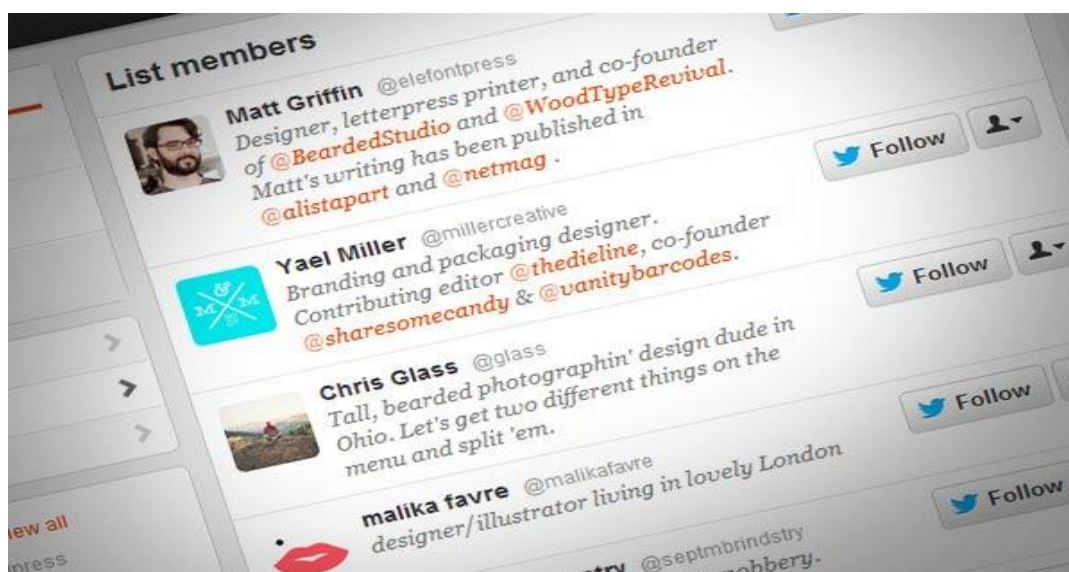 List members
Matt Griffin @elefontpress
Designer, letterpress printer, and co-founder
of @BeardedStudio and @WoodTypeRevival.
Matt's writing has been published in
@alistapart and @netmag .
Follow
Yael Miller @millercreative
Branding and packaging designer.
Contributing editor @thedieline, co-founder
@sharesomecandy & @vanitybarcodes.
Follow
Chris Glass @glass
Tall, bearded photographin' design dude in
Ohio. Let's get two different things on the
menu and split 'em.
Follow
malika favre @malikafavre
designer/illustrator living in lovely London
Follow
@septmbrindstry
all
press
& M M